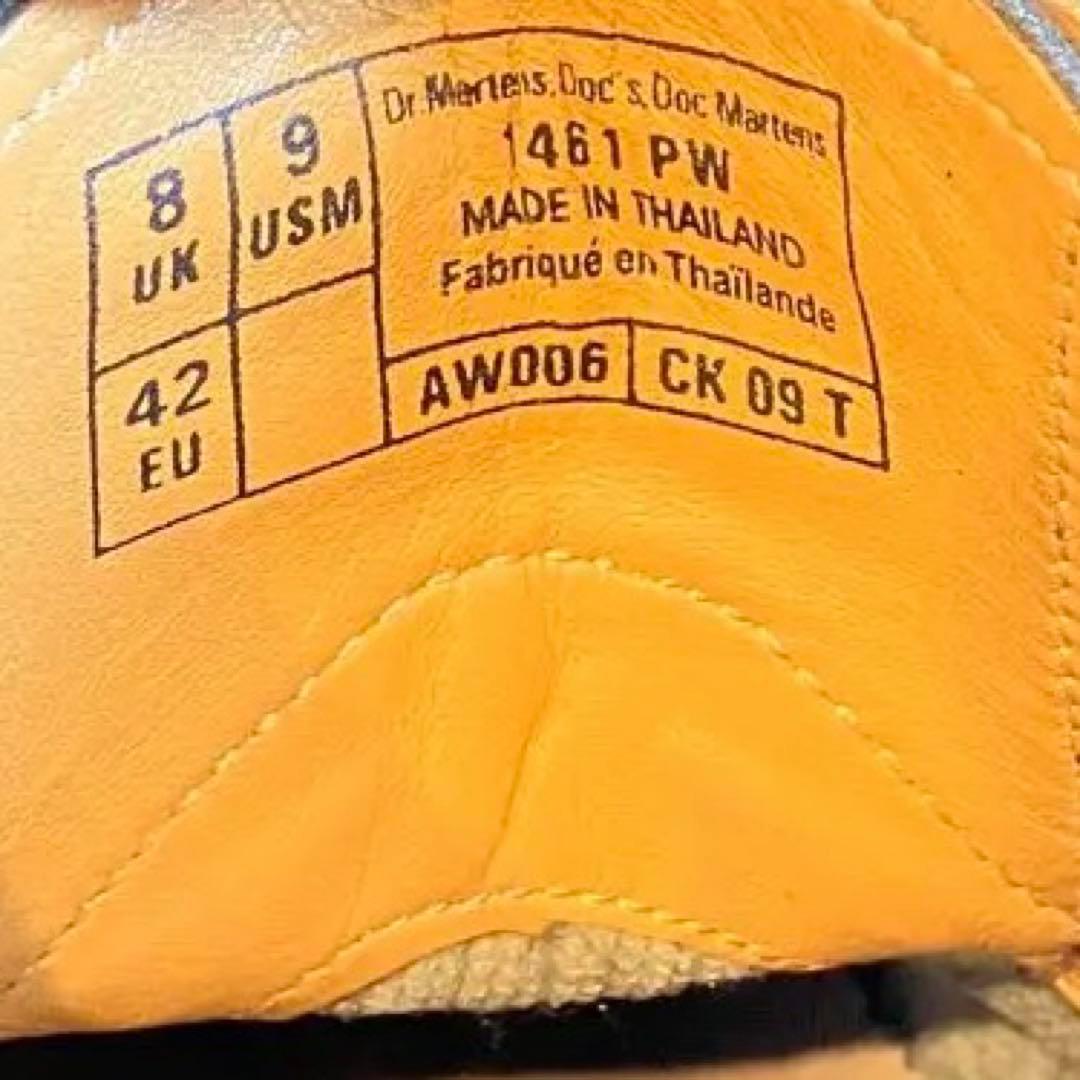 8
UK
9
USM
42
EU
Dr.Martens.Doc's.Doc Martens
1461 PW
MADE IN THAILAND
Fabriqué en Thaïlande
AW006
CK 09 T